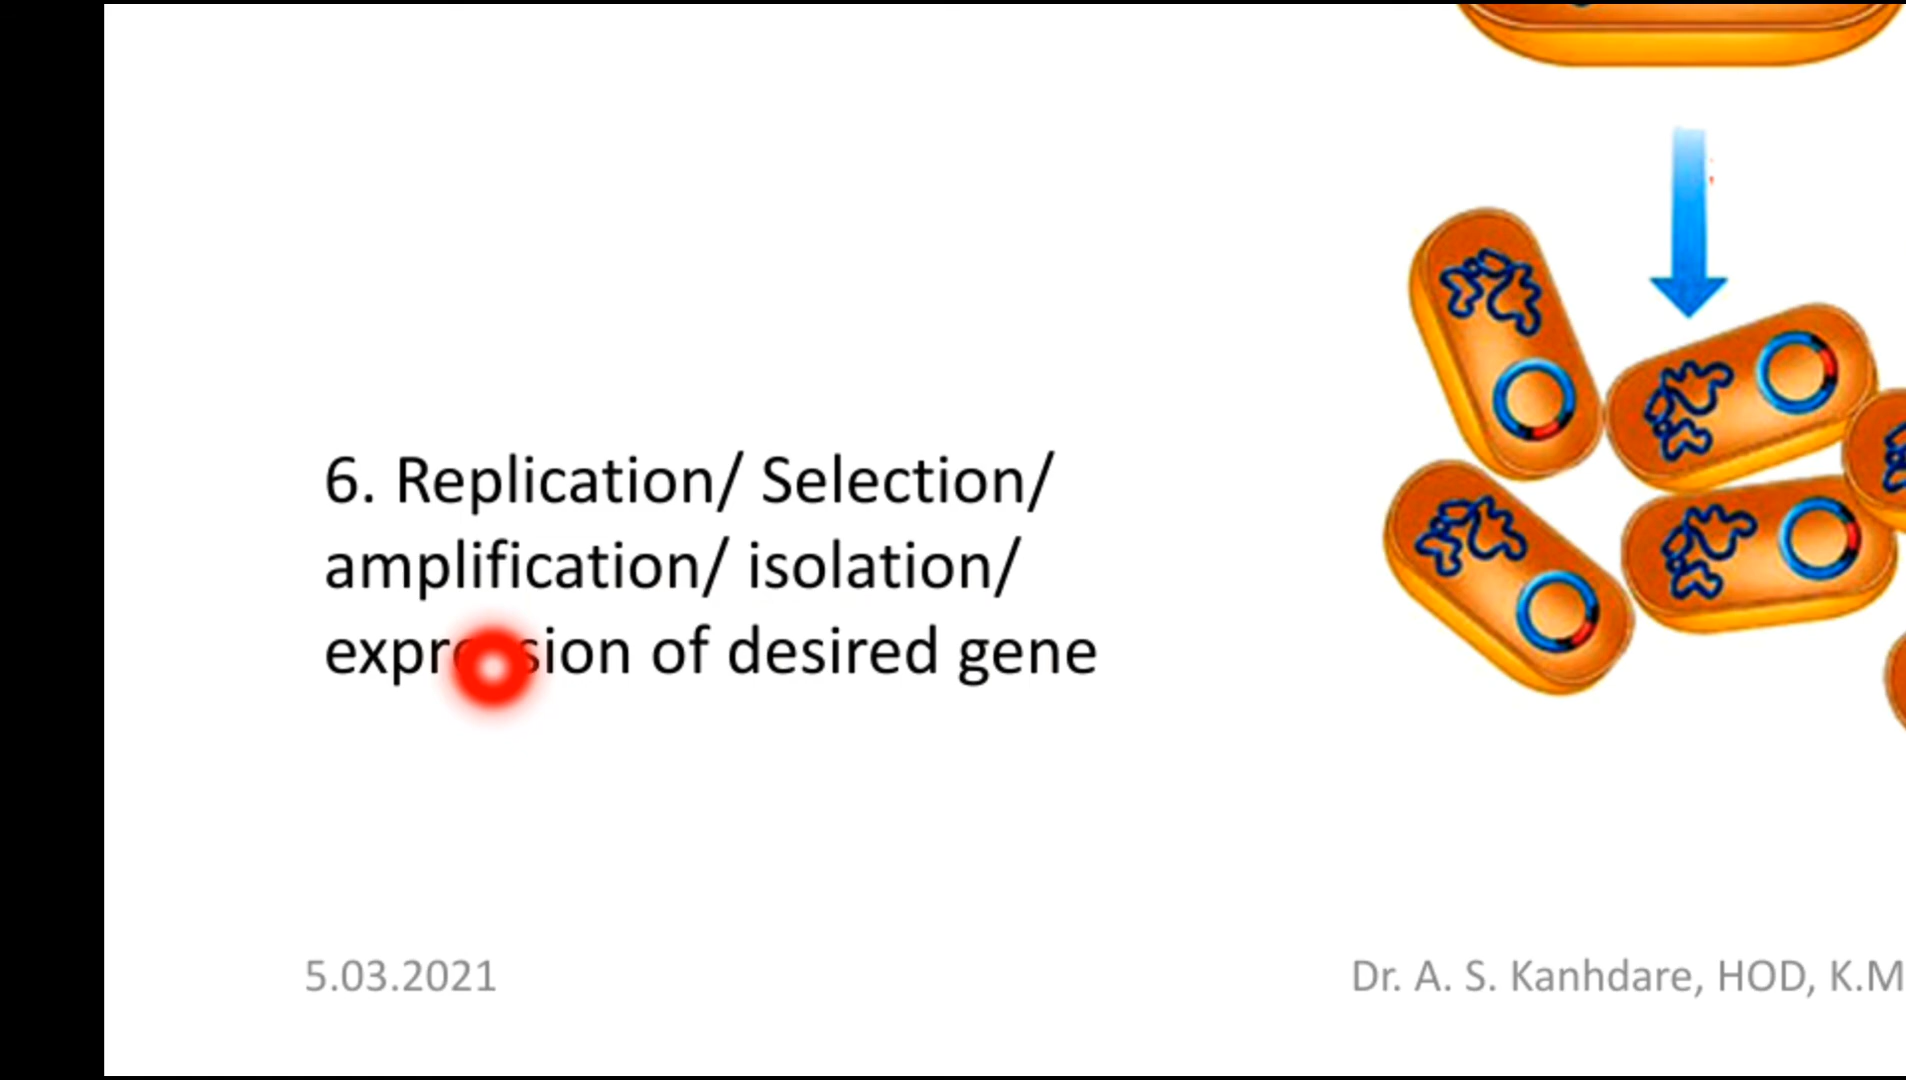 6. Replication/ Selection/
amplification/ isolation/
of desired gene
5.03.2021
Dr. A. S. Kanhdare, HOD, K.M